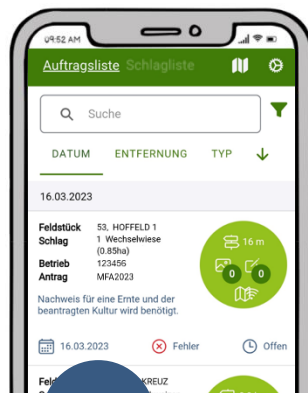 09:52 AM
Auftragsliste Schlagliste
Suche
DATUM ENTFERNUNG TYP
16.03.2023
Feldstück 53, HOFFELD 1
Schlag 1 Wechselwiese
(0.85ha)
Betrieb 123456
Antrag MFA2023
16 m
0 0
Nachweis für eine Ernte und der
beantragten Kultur wird benötigt.
16.03.2023 Fehler Offen
KREUZ